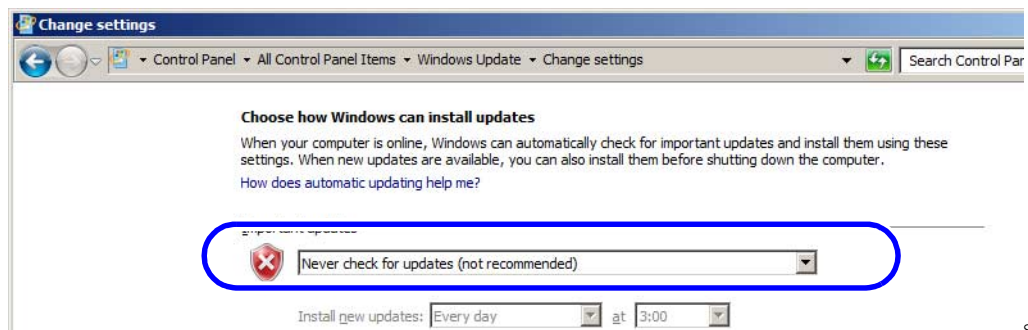 Change settings
Control Panel ▾ All Control Panel Items ▾ Windows Update ▾ Change settings
Search Control Par
Choose how Windows can install updates
When your computer is online, Windows can automatically check for important updates and install them using these
settings. When new updates are available, you can also install them before shutting down the computer.
How does automatic updating help me?
Important updates
Never check for updates (not recommended)
Install new updates: Every day at 3:00